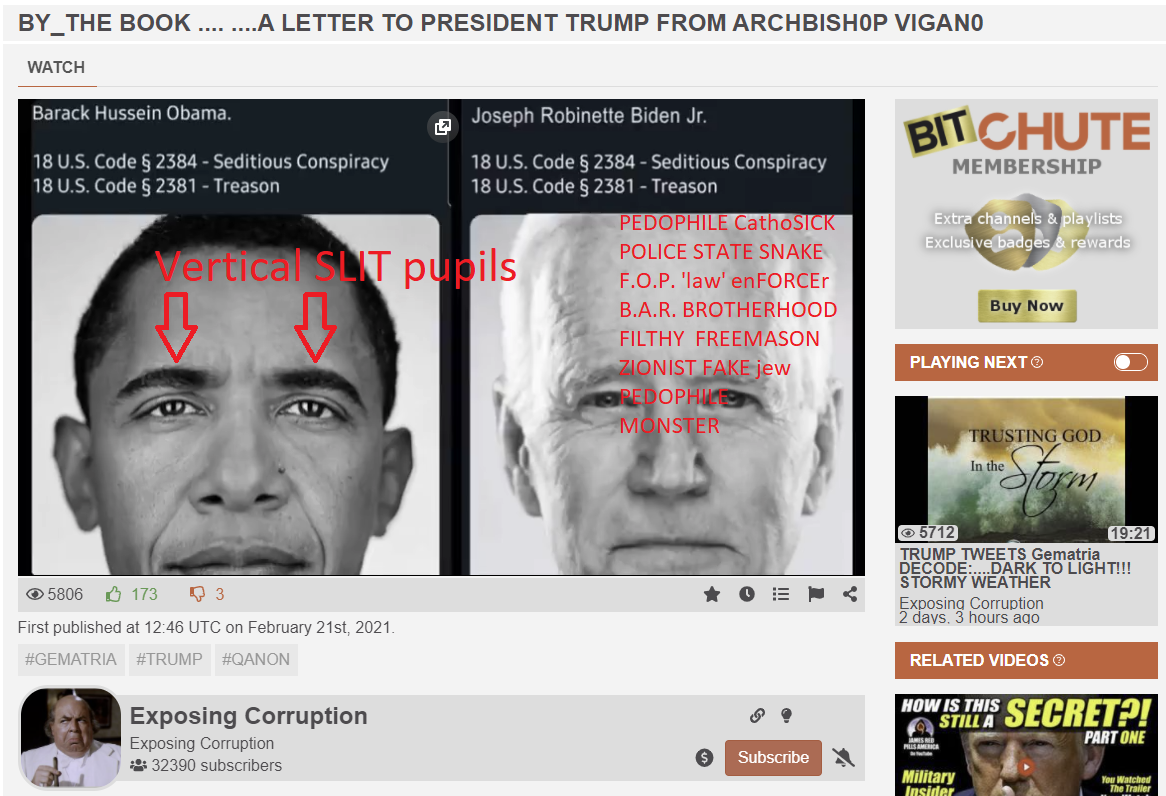 BY_THE BOOK .... ....A LETTER TO PRESIDENT TRUMP FROM ARCHBISH0P VIGAN0
WATCH
Barack Hussein Obama.
18 U.S. Code § 2384 - Seditious Conspiracy
18 U.S. Code § 2381 - Treason
Vertical SLIT pupils
Joseph Robinette Biden Jr.
18 U.S. Code § 2384 - Seditious Conspiracy
18 U.S. Code § 2381 - Treason
PEDOPHILE CathoSICK
POLICE STATE SNAKE
F.O.P. 'law' enFORCEr
B.A.R. BROTHERHOOD
FILTHY FREEMASON
ZIONIST FAKE jew
PEDOPHILE
MONSTER
5806 173 3
First published at 12:46 UTC on February 21st, 2021.
#GEMATRIA #TRUMP #QANON
Exposing Corruption
Exposing Corruption
32390 subscribers
Subscribe
BITCHUTE
MEMBERSHIP
Extra channels & playlists
Exclusive badges & rewards
Buy Now
PLAYING NEXT
TRUSTING GOD
In the
Storm
5712 19:21
TRUMP TWEETS Gematria
DECODE:....DARK TO LIGHT!!!
STORMY WEATHER
Exposing Corruption
2 days, 3 hours ago
RELATED VIDEOS
HOW IS THIS
STILL A SECRET?!
PART ONE
JAMES RED
PILLS AMERICA
Military
Insider
You Watched
The Trailer